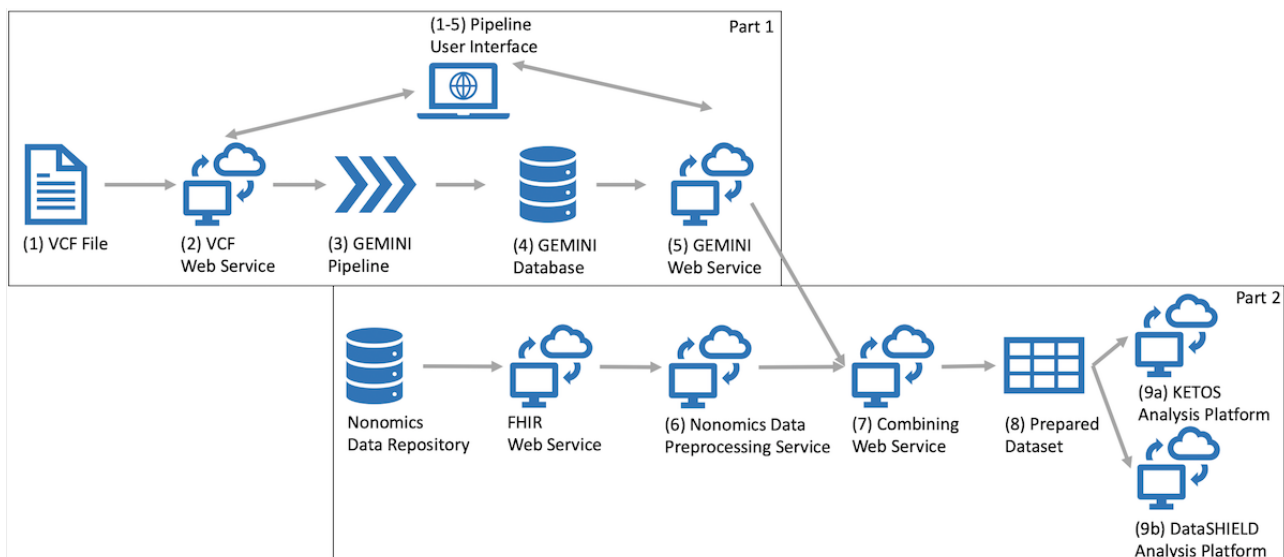 (1-5) Pipeline
User Interface
Part 1
(1) VCF File
(2) VCF
Web Service
(3) GEMINI
Pipeline
(4) GEMINI
Database
(5) GEMINI
Web Service
Part 2
Nonomics
Data Repository
FHIR
Web Service
(6) Nonomics Data
Preprocessing Service
(7) Combining
Web Service
(8) Prepared
Dataset
(9a) KETOS
Analysis Platform
(9b) DataSHIELD
Analysis Platform